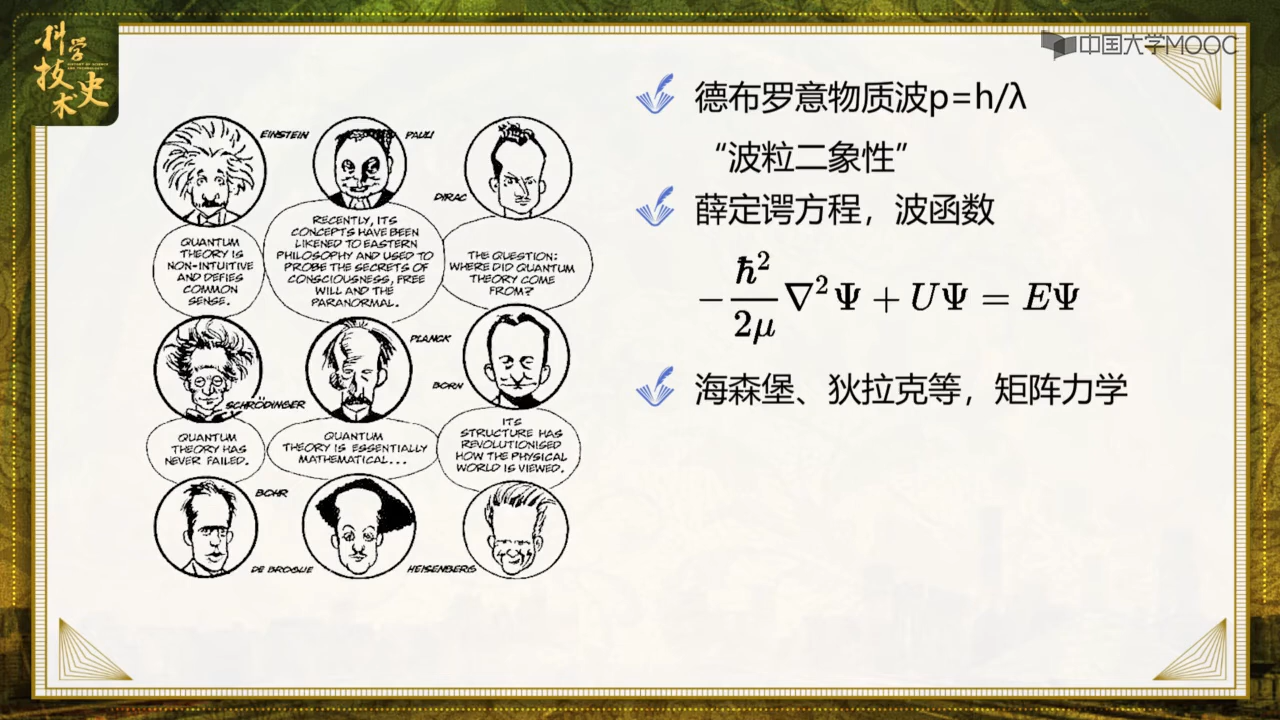 科学
技术史
HISTORY OF SCIENCE
AND TECHNOLOGY
中国大学MOOC
EINSTEIN
PAULI
DIRAC
QUANTUM
THEORY IS
NON-INTUITIVE
AND DEFIES
COMMON
SENSE.
RECENTLY, ITS
CONCEPTS HAVE BEEN
LIKENED TO EASTERN
PHILOSOPHY AND USED TO
PROBE THE SECRETS OF
CONSCIOUSNESS, FREE
WILL AND THE
PARANORMAL.
THE QUESTION:
WHERE DID QUANTUM
THEORY COME
FROM?
SCHRÖDINGER
PLANCK
BORN
QUANTUM
THEORY HAS
NEVER FAILED.
QUANTUM
THEORY IS ESSENTIALLY
MATHEMATICAL...
ITS
STRUCTURE HAS
REVOLUTIONISED
HOW THE PHYSICAL
WORLD IS VIEWED.
BOHR
DE BROGLIE
HEISENBERG
德布罗意物质波p=h/λ
“波粒二象性”
薛定谔方程，波函数
−ℏ²/2μ ∇²Ψ + UΨ = EΨ
海森堡、狄拉克等，矩阵力学